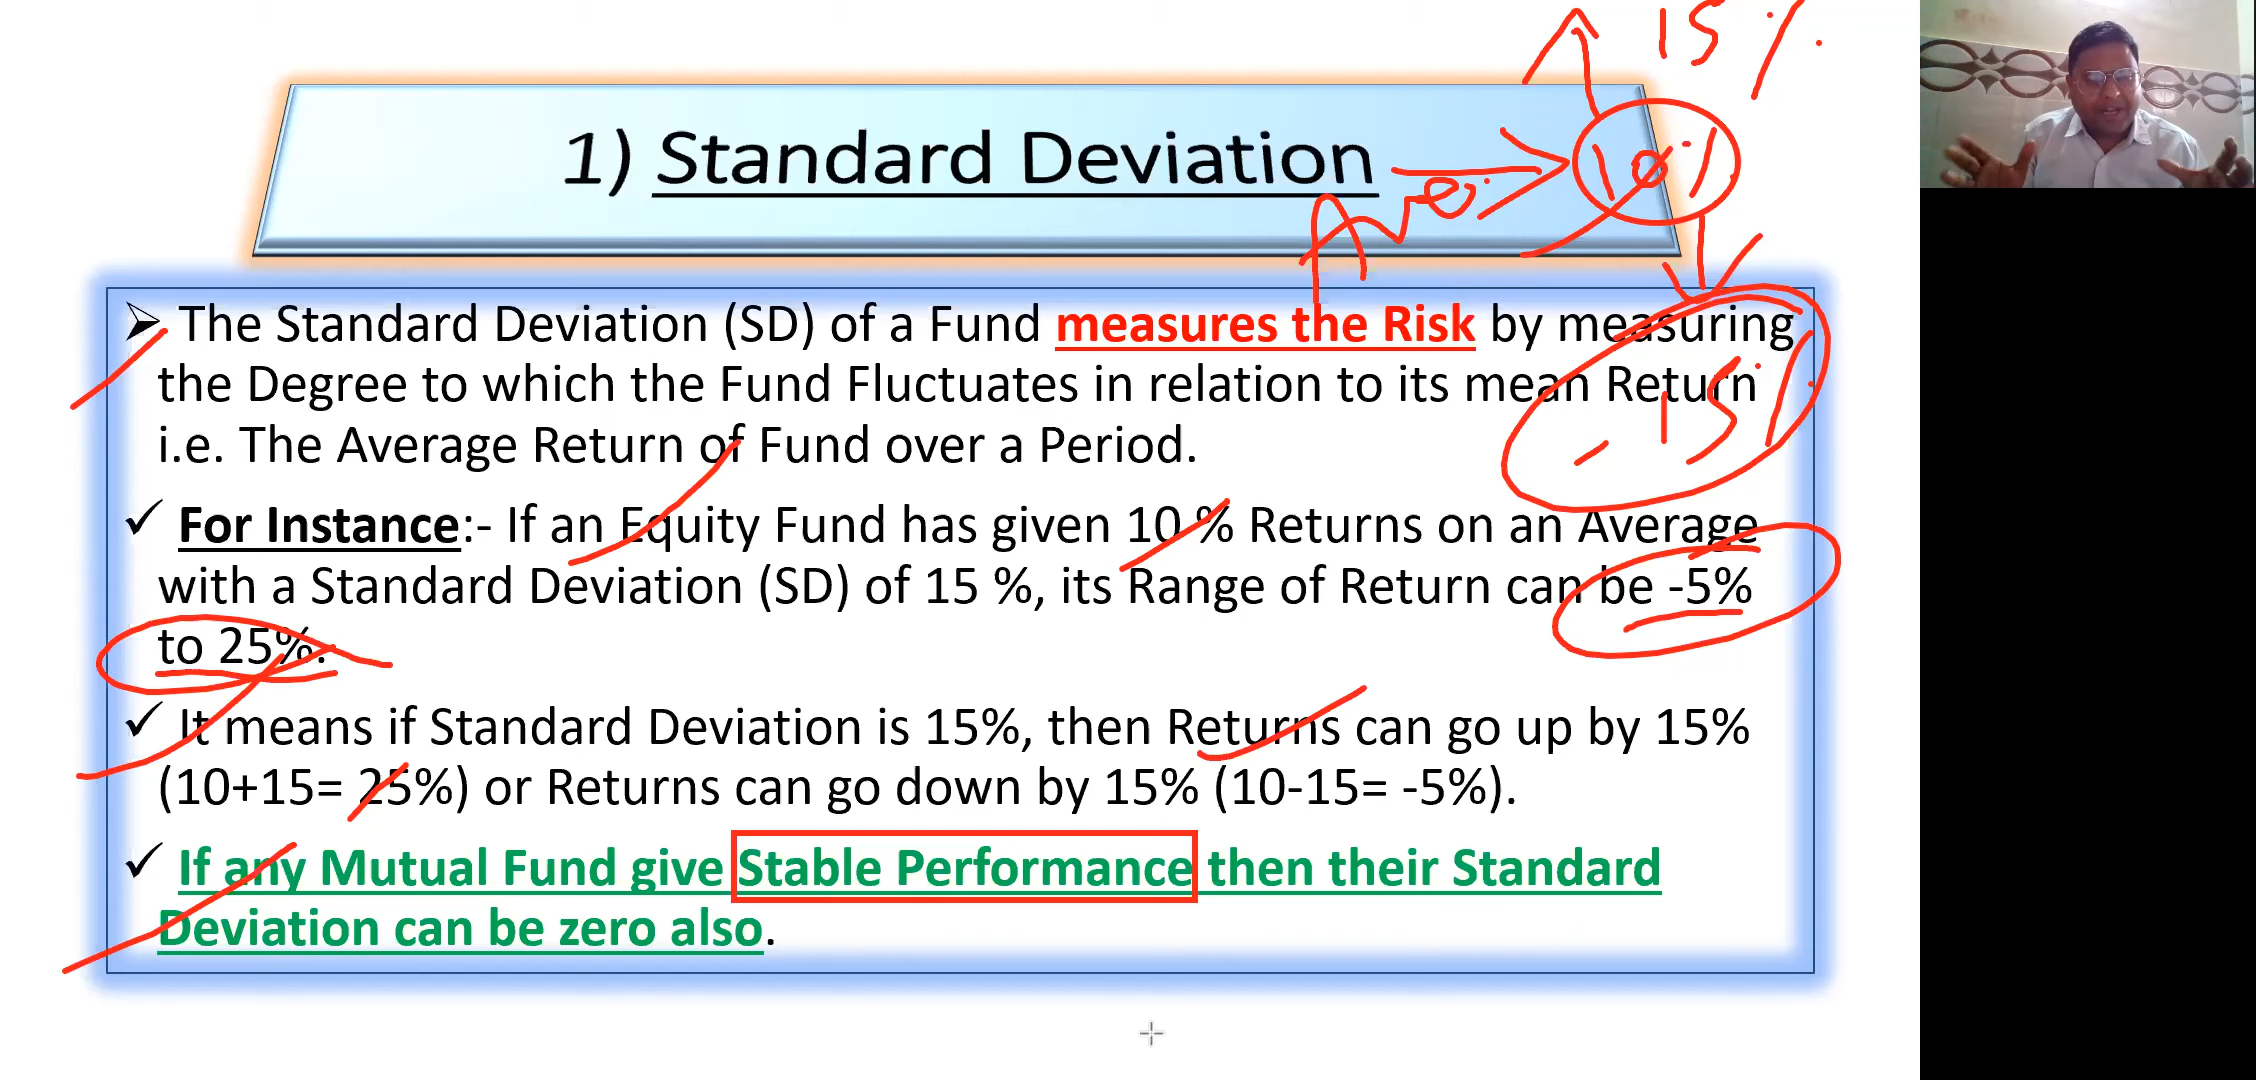 15%
1) Standard Deviation
10%
Ave.
➢ The Standard Deviation (SD) of a Fund measures the Risk by measuring
the Degree to which the Fund Fluctuates in relation to its mean Return
- 15%
i.e. The Average Return of Fund over a Period.
✓ For Instance:- If an Equity Fund has given 10 % Returns on an Average
with a Standard Deviation (SD) of 15 %, its Range of Return can be -5%
to 25%.
✓ It means if Standard Deviation is 15%, then Returns can go up by 15%
(10+15= 25%) or Returns can go down by 15% (10-15= -5%).
✓ If any Mutual Fund give Stable Performance then their Standard
Deviation can be zero also.